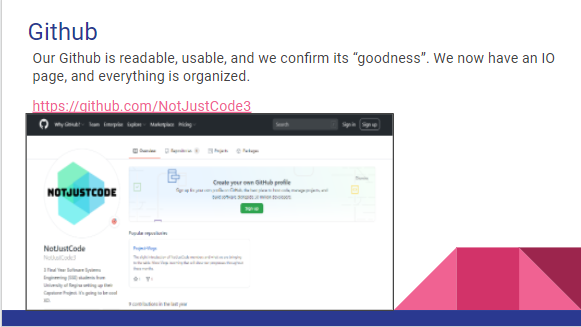 Github
Our Github is readable, usable, and we confirm its “goodness”. We now have an IO
page, and everything is organized.
https://github.com/NotJustCode3
Why GitHub? Team Enterprise Explore Marketplace Pricing Search Sign in Sign up
Overview Repositories Projects Packages
Create your own GitHub profile
Sign up for your own profile on GitHub, the best place to host code, manage projects, and
build software alongside 50 million developers.
Sign up
Dismiss
NOTJUSTCODE
Popular repositories
NotJustCode
NotJustCode3
3 Final Year Software Systems
Engineering (SSE) students from
University of Regina setting up their
Capstone Project. It's going to be cool
9 contributions in the last year